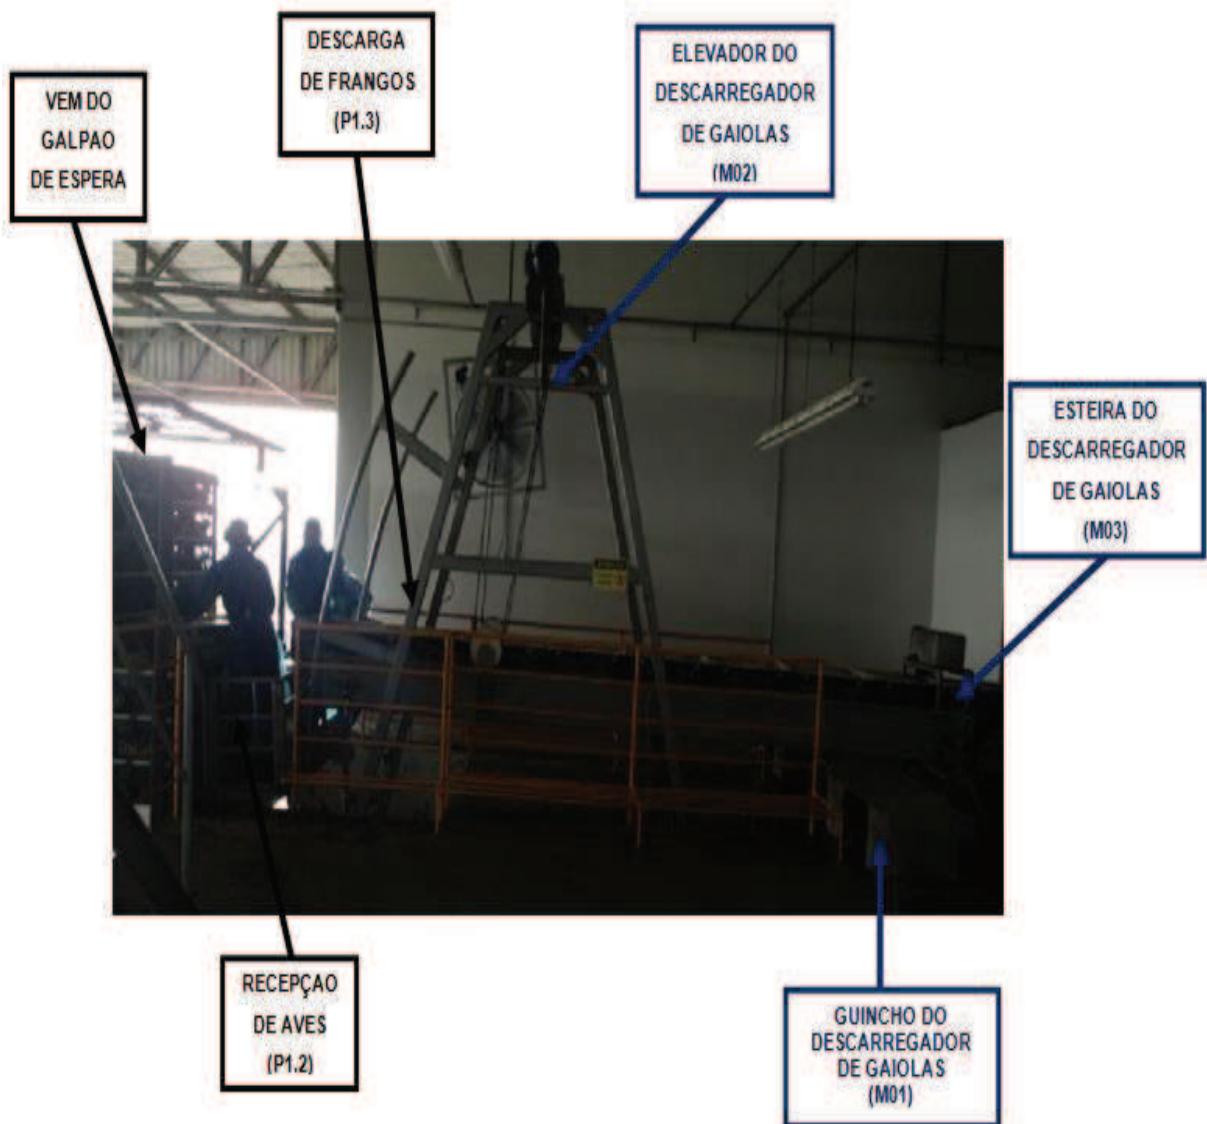 DESCARGA
DE FRANGOS
(P1.3)
ELEVADOR DO
DESCARREGADOR
DE GAIOLAS
(M02)
VEM DO
GALPAO
DE ESPERA
ESTEIRA DO
DESCARREGADOR
DE GAIOLAS
(M03)
RECEPÇAO
DE AVES
(P1.2)
GUINCHO DO
DESCARREGADOR
DE GAIOLAS
(M01)